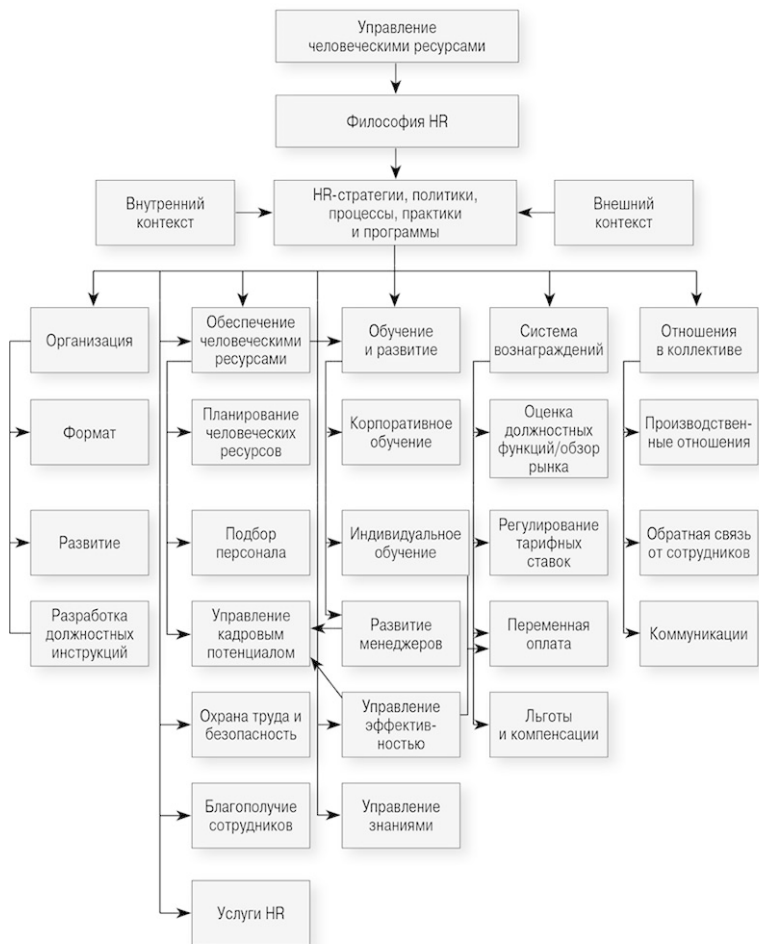 Управление
человеческими ресурсами
Философия HR
Внутренний
контекст
HR-стратегии, политики,
процессы, практики
и программы
Внешний
контекст
Организация
Обеспечение
человеческими
ресурсами
Обучение
и развитие
Система
вознаграждений
Отношения
в коллективе
Формат
Планирование
человеческих
ресурсов
Корпоративное
обучение
Оценка
должностных
функций/обзор
рынка
Производствен-
ные отношения
Развитие
Подбор
персонала
Индивидуальное
обучение
Регулирование
тарифных
ставок
Обратная связь
от сотрудников
Разработка
должностных
инструкций
Управление
кадровым
потенциалом
Развитие
менеджеров
Переменная
оплата
Коммуникации
Охрана труда и
безопасность
Управление
эффектив-
ностью
Льготы
и компенсации
Благополучие
сотрудников
Управление
знаниями
Услуги HR